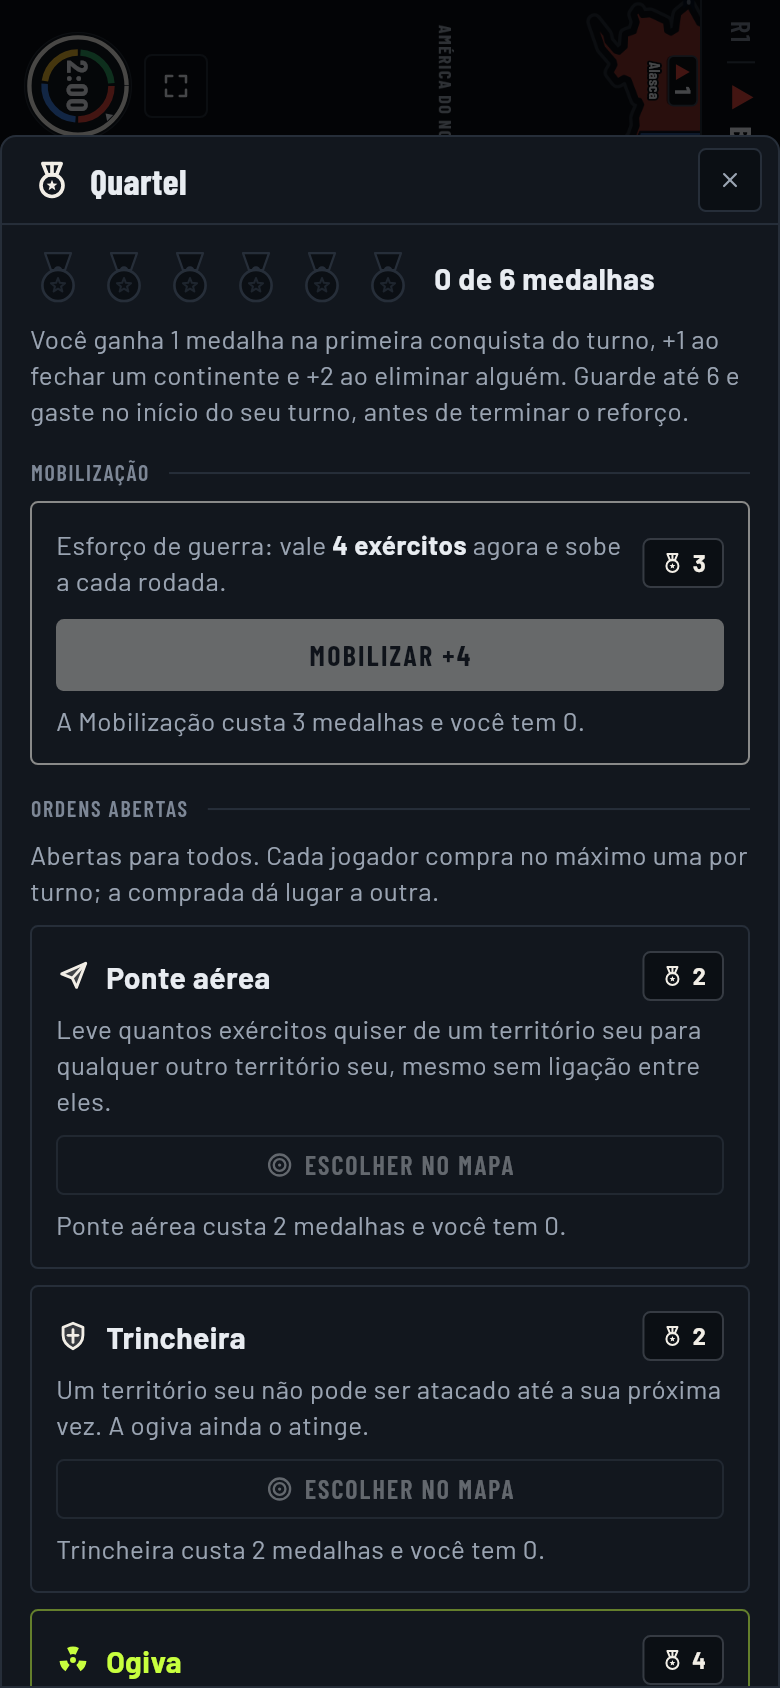 2:00
AMÉRICA DO NO
Alasca
1
R1
Quartel
0 de 6 medalhas
Você ganha 1 medalha na primeira conquista do turno, +1 ao
fechar um continente e +2 ao eliminar alguém. Guarde até 6 e
gaste no início do seu turno, antes de terminar o reforço.
MOBILIZAÇÃO
Esforço de guerra: vale 4 exércitos agora e sobe
a cada rodada.
3
MOBILIZAR +4
A Mobilização custa 3 medalhas e você tem 0.
ORDENS ABERTAS
Abertas para todos. Cada jogador compra no máximo uma por
turno; a comprada dá lugar a outra.
Ponte aérea
2
Leve quantos exércitos quiser de um território seu para
qualquer outro território seu, mesmo sem ligação entre
eles.
ESCOLHER NO MAPA
Ponte aérea custa 2 medalhas e você tem 0.
Trincheira
2
Um território seu não pode ser atacado até a sua próxima
vez. A ogiva ainda o atinge.
ESCOLHER NO MAPA
Trincheira custa 2 medalhas e você tem 0.
Ogiva
4